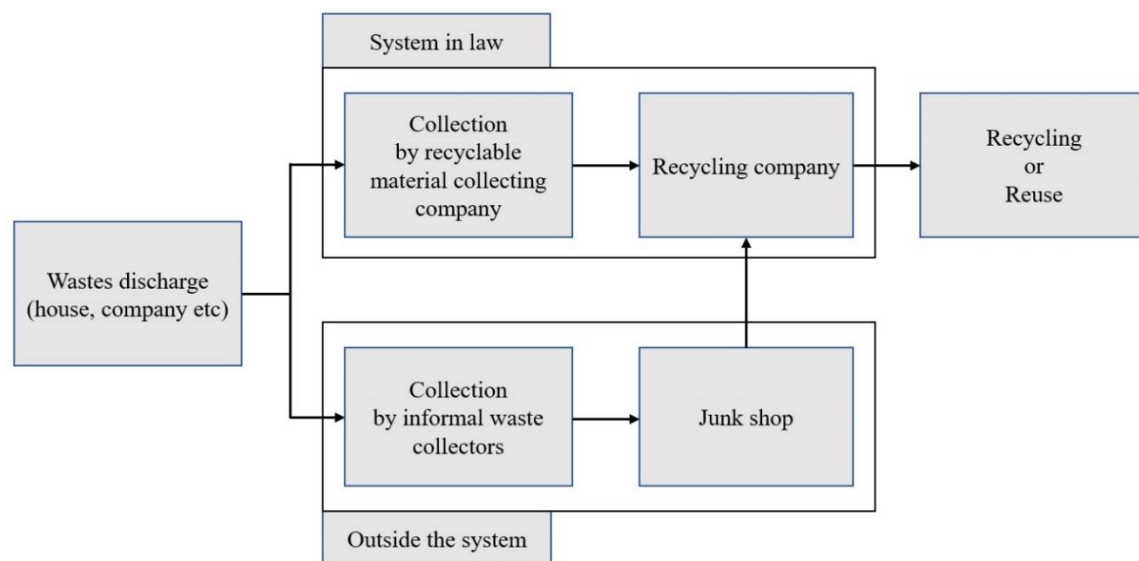 System in law
Collection
by recyclable
material collecting
company
Recycling company
Recycling
or
Reuse
Wastes discharge
(house, company etc)
Collection
by informal waste
collectors
Junk shop
Outside the system